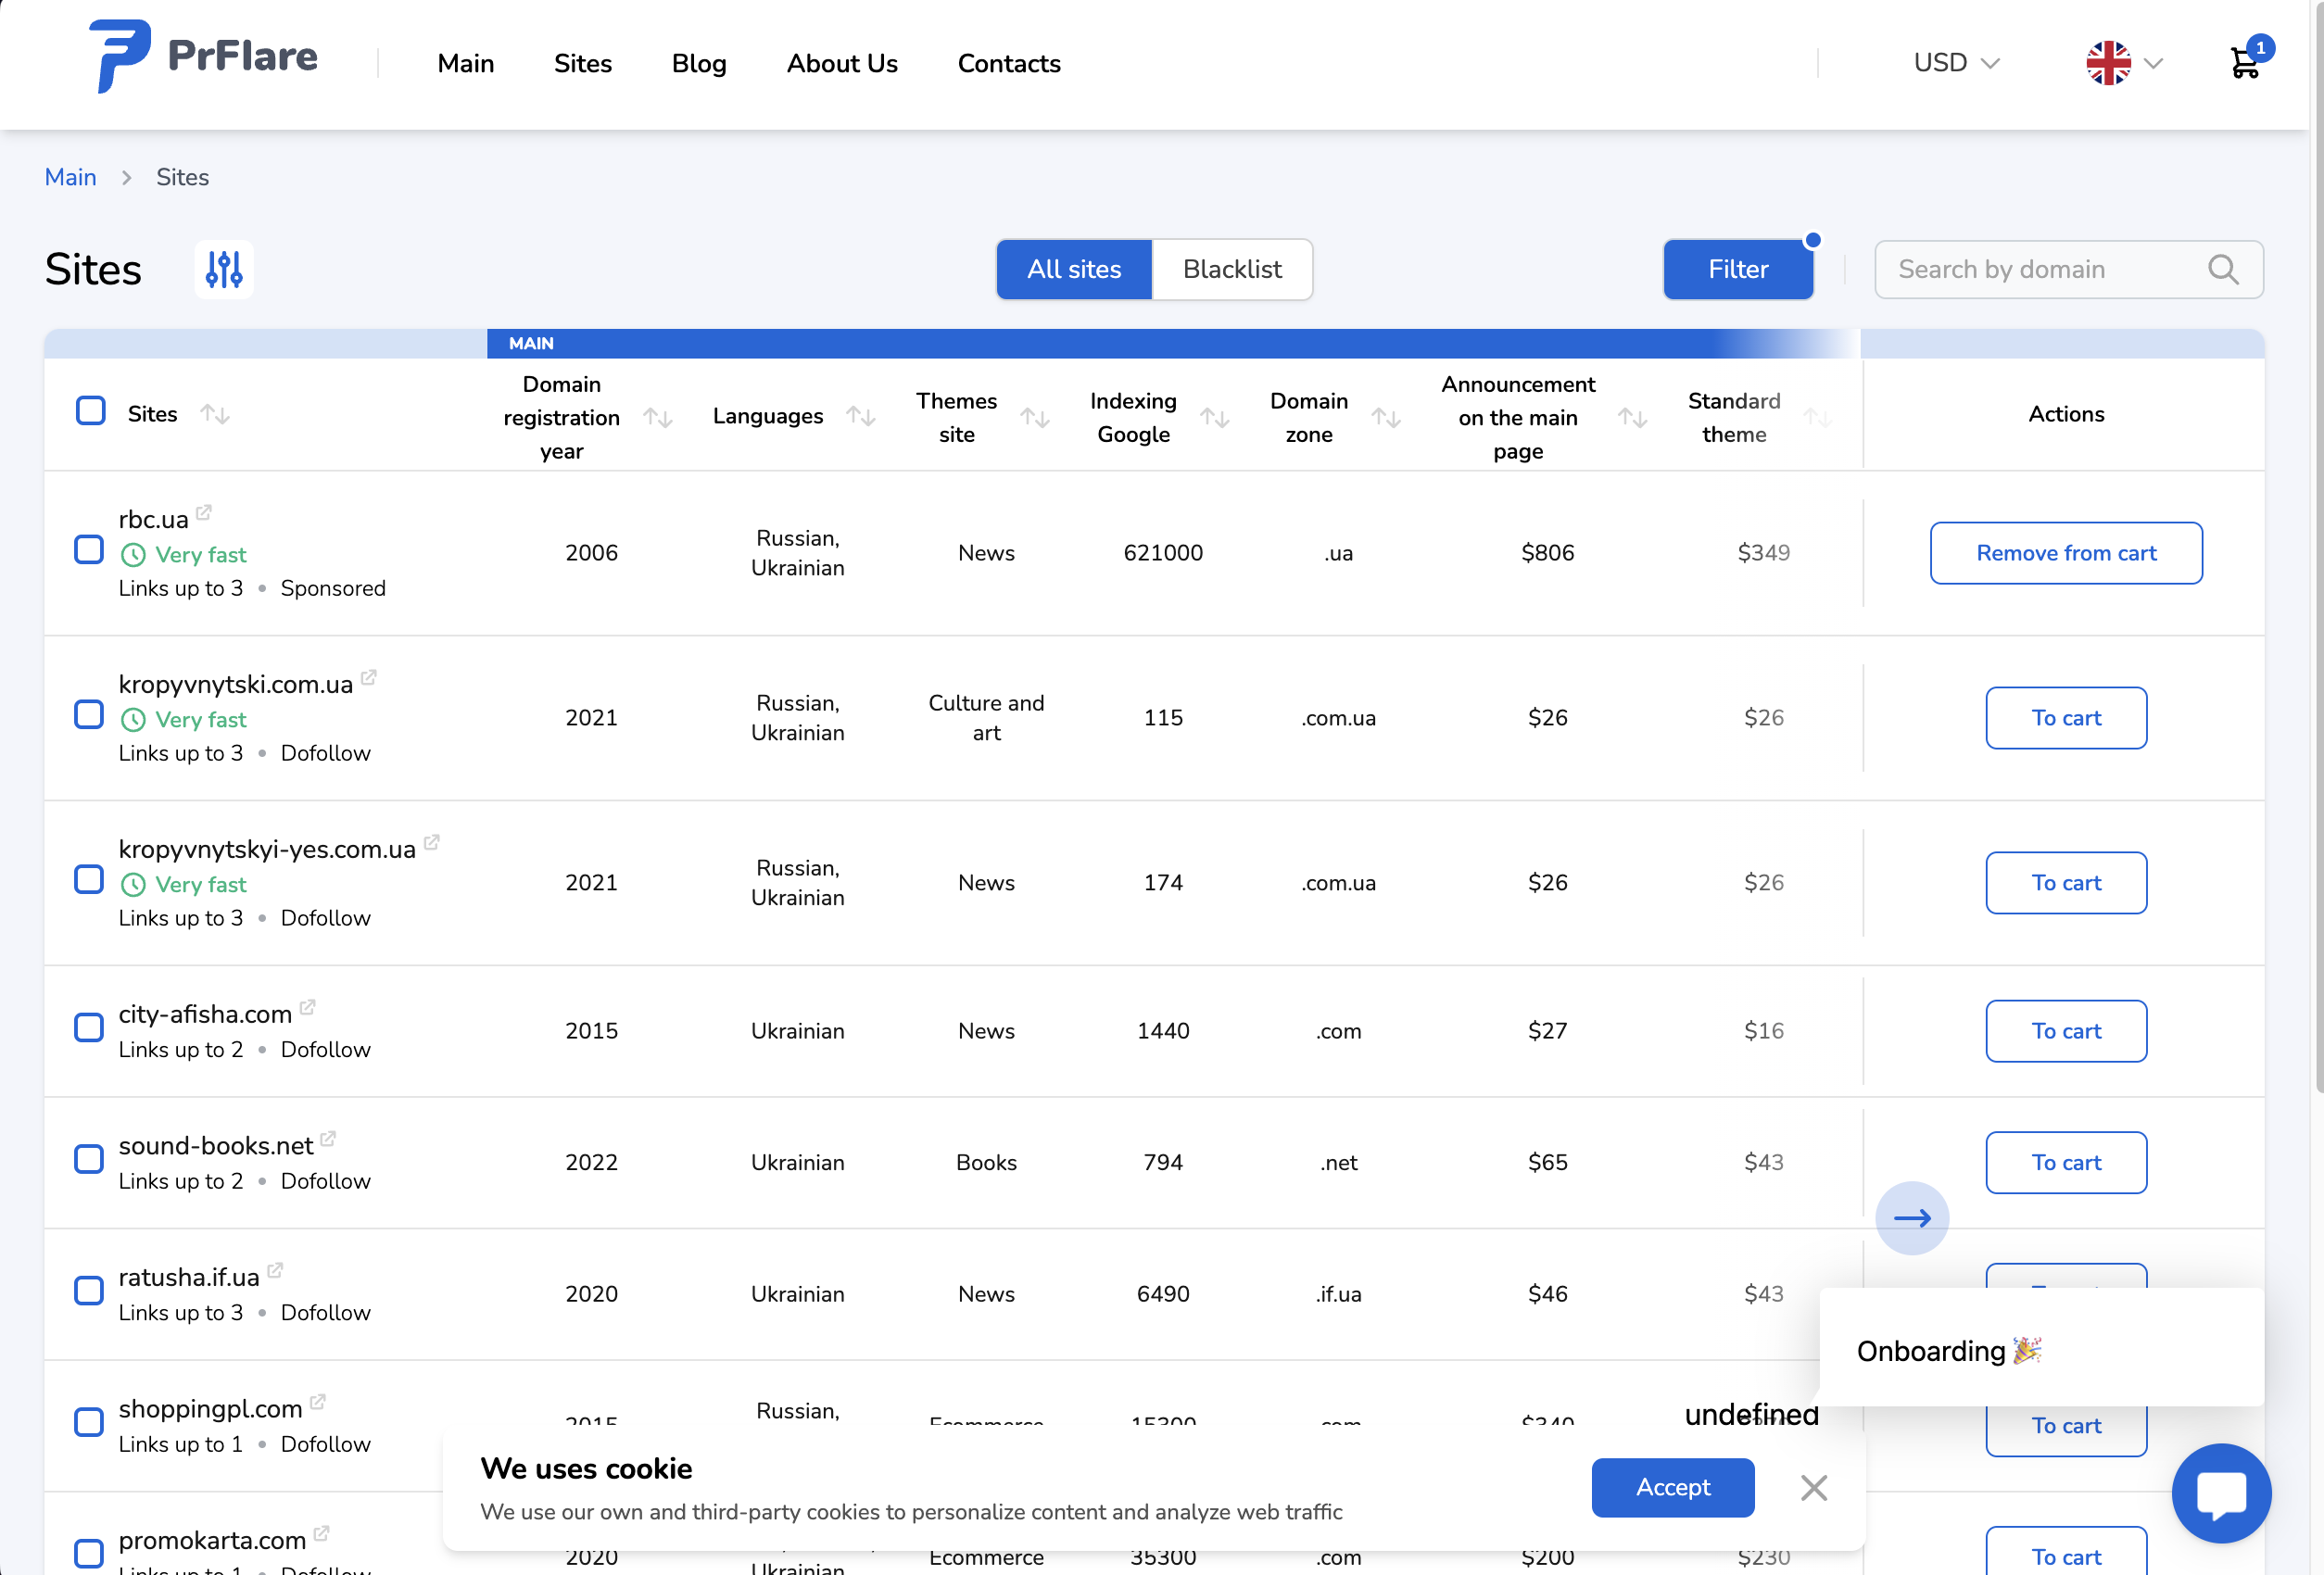 PrFlare
Main
Sites
Blog
About Us
Contacts
USD
1
Main
Sites
Sites
All sites
Blacklist
Filter
Search by domain
MAIN
Sites
Domain
registration
year
Languages
Themes
site
Indexing
Google
Domain
zone
Announcement
on the main
page
Standard
theme
Actions
rbc.ua
Very fast
Links up to 3 • Sponsored
2006
Russian,
Ukrainian
News
621000
.ua
$806
$349
Remove from cart
kropyvnytski.com.ua
Very fast
Links up to 3 • Dofollow
2021
Russian,
Ukrainian
Culture and
art
115
.com.ua
$26
$26
To cart
kropyvnytskyi-yes.com.ua
Very fast
Links up to 3 • Dofollow
2021
Russian,
Ukrainian
News
174
.com.ua
$26
$26
To cart
city-afisha.com
Links up to 2 • Dofollow
2015
Ukrainian
News
1440
.com
$27
$16
To cart
sound-books.net
Links up to 2 • Dofollow
2022
Ukrainian
Books
794
.net
$65
$43
To cart
ratusha.if.ua
Links up to 3 • Dofollow
2020
Ukrainian
News
6490
.if.ua
$46
$43
Onboarding 🎉
shoppingpl.com
Links up to 1 • Dofollow
2015
Russian,
Ecommerce
15300
.com
$340
undefined
To cart
We uses cookie
We use our own and third-party cookies to personalize content and analyze web traffic
Accept
promokarta.com
Links up to 1 • Dofollow
2020
Ukrainian
Ecommerce
35300
.com
$200
$230
To cart